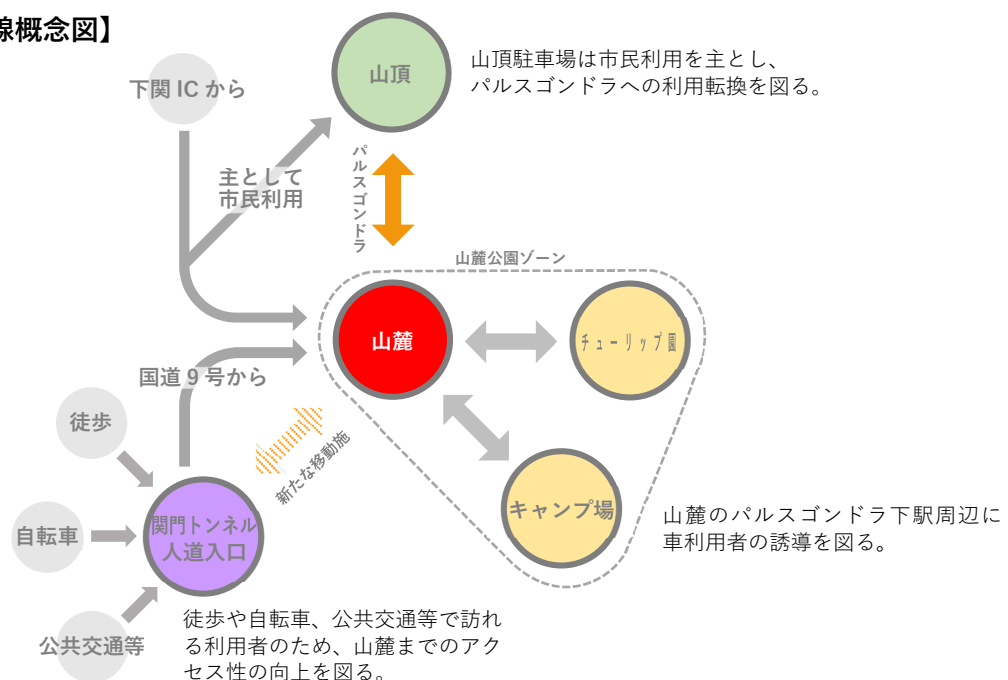 線概念図】
山頂
山頂駐車場は市民利用を主とし、
パルスゴンドラへの利用転換を図る。
下関 IC から
主として
市民利用
パルスゴンドラ
山麓公園ゾーン
山麓
チューリップ園
国道 9 号から
徒歩
新たな移動施
キャンプ場
自転車
関門トンネル
人道入口
山麓のパルスゴンドラ下駅周辺に
車利用者の誘導を図る。
公共交通等
徒歩や自転車、公共交通等で訪れ
る利用者のため、山麓までのアク
セス性の向上を図る。